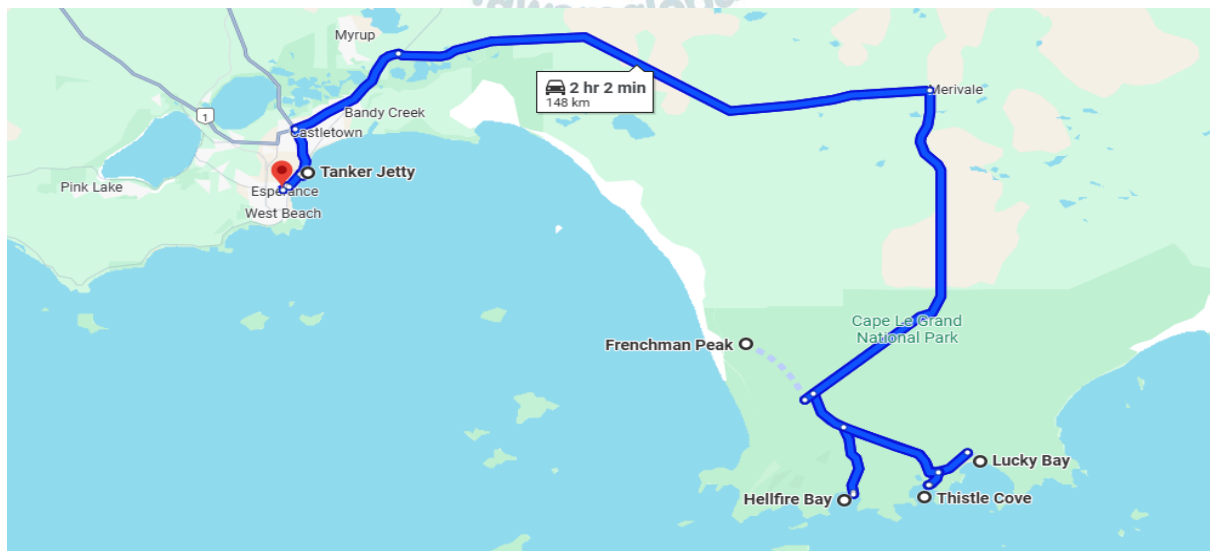 Myrup
2 hr 2 min
148 km
Merivale
1
Bandy Creek
Castletown
Tanker Jetty
Pink Lake
Esperance
West Beach
Cape Le Grand
National Park
Frenchman Peak
Lucky Bay
Hellfire Bay
Thistle Cove